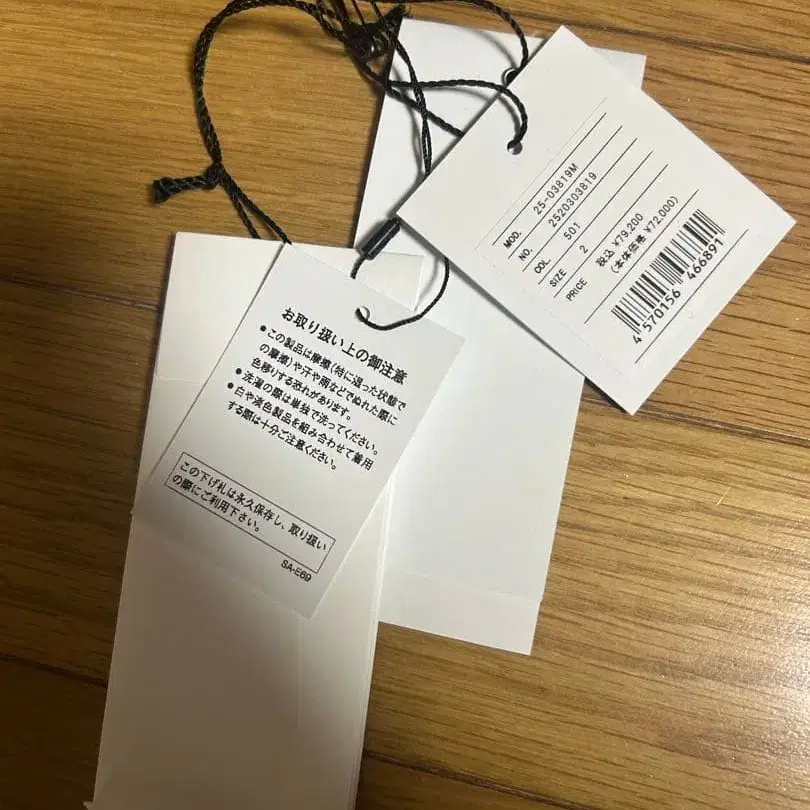 お取り扱い上の御注意
●この製品は摩擦(特に湿った状態で
の摩擦)や汗や雨などでぬれた際に
色移りする恐れがあります。
●洗濯の際は単独で洗ってください。
●白や淡色製品を組み合わせて着用
する際は十分ご注意ください。
この下げ札は永久保存し、取り扱い
の際にご利用下さい。
SA-E69
MOD. 25-03819M
NO. 2520303819
COL. 501
SIZE 2
PRICE 税込 ¥79,200
(本体価格 ¥72,000)
4 570156 466891